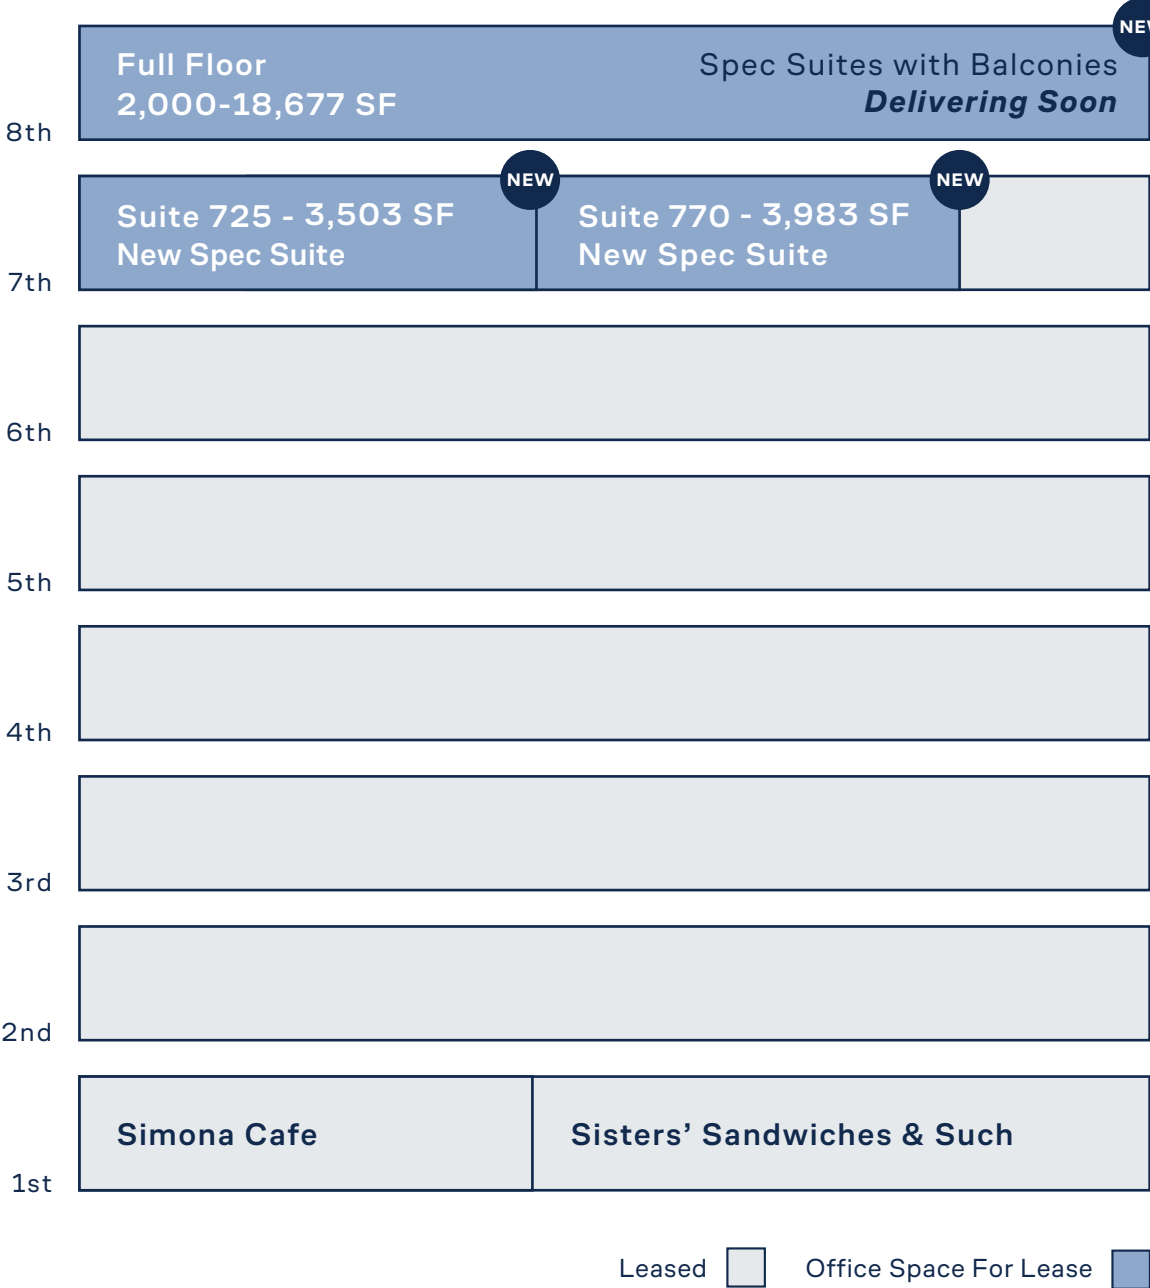 NEW
Full Floor
2,000-18,677 SF
Spec Suites with Balconies
Delivering Soon
8th
NEW
NEW
Suite 725 - 3,503 SF
New Spec Suite
Suite 770 - 3,983 SF
New Spec Suite
7th
6th
5th
4th
3rd
2nd
Simona Cafe
Sisters’ Sandwiches & Such
1st
Leased
Office Space For Lease